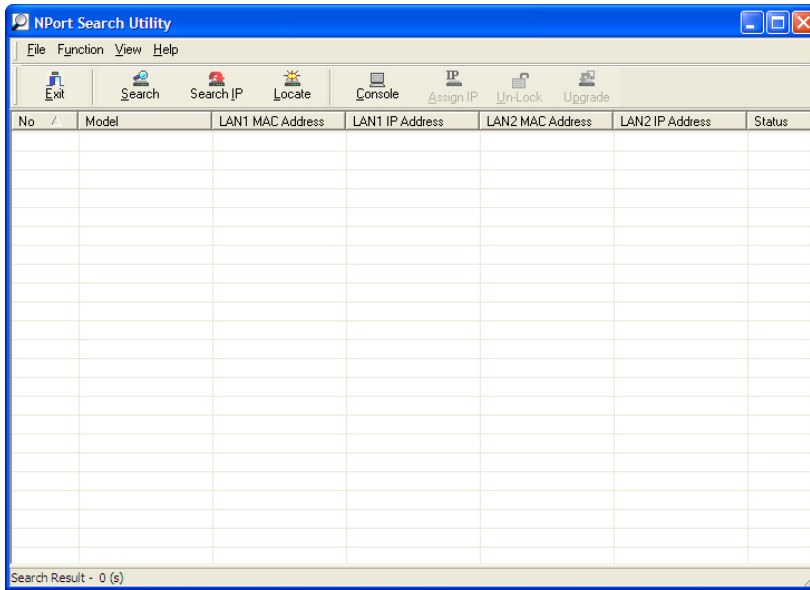 NPort Search Utility
File Function View Help
Exit Search Search IP Locate Console Assign IP Un-Lock Upgrade
No Model LAN1 MAC Address LAN1 IP Address LAN2 MAC Address LAN2 IP Address Status
Search Result - 0 (s)